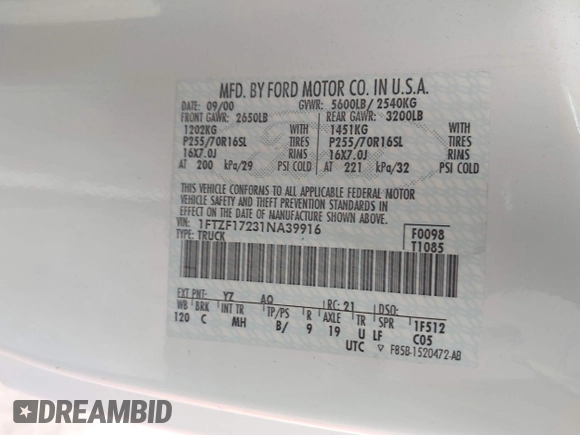 MFD. BY FORD MOTOR CO. IN U.S.A.
DATE: 09/00 GVWR: 5600LB/ 2540KG
FRONT GAWR: 2650LB REAR GAWR: 3200LB
1202KG WITH 1451KG WITH
P255/70R16SL TIRES P255/70R16SL TIRES
16X7.0J RIMS 16X7.0J RIMS
AT 200 kPa/29 PSI COLD AT 221 kPa/32 PSI COLD
THIS VEHICLE CONFORMS TO ALL APPLICABLE FEDERAL MOTOR
VEHICLE SAFETY AND THEFT PREVENTION STANDARDS IN
EFFECT ON THE DATE OF MANUFACTURE SHOWN ABOVE.
VIN: 1FTZF17231NA39916 F0098
TYPE: TRUCK T1085
EXT PNT: YZ AQ RC: 21 DSO:
WB BRK INT TR TP/PS R AXLE TR SPR 1F512
120 C MH B/ 9 19 U LF C05
UTC ▽ F85B-1520472-AB
DREAMBID